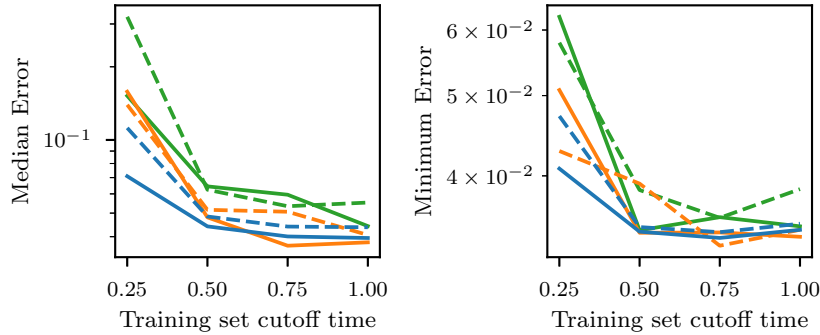 Median Error
10⁻¹
0.25 0.50 0.75 1.00
Training set cutoff time
Minimum Error
6 × 10⁻²
5 × 10⁻²
4 × 10⁻²
0.25 0.50 0.75 1.00
Training set cutoff time